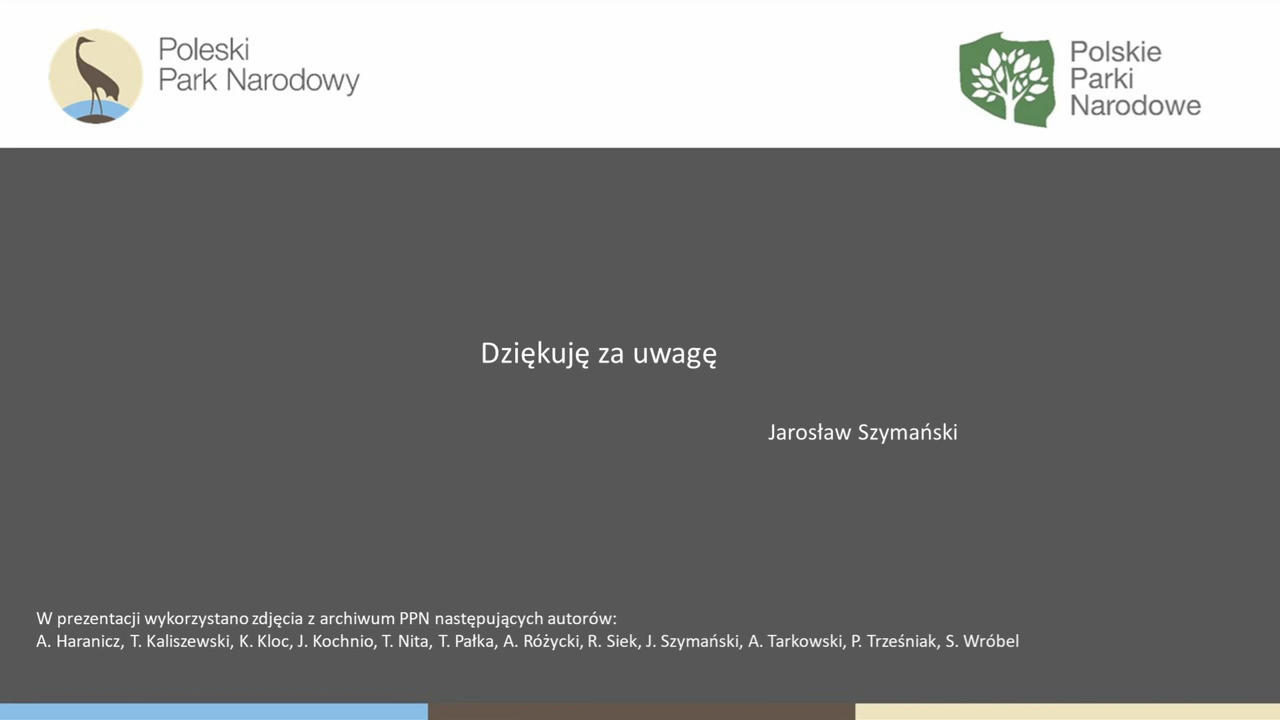 Poleski
Park Narodowy
Polskie
Parki
Narodowe
Dziękuję za uwagę
Jarosław Szymański
W prezentacji wykorzystano zdjęcia z archiwum PPN następujących autorów:
A. Haranicz, T. Kaliszewski, K. Kloc, J. Kochnio, T. Nita, T. Pałka, A. Różycki, R. Siek, J. Szymański, A. Tarkowski, P. Trześniak, S. Wróbel